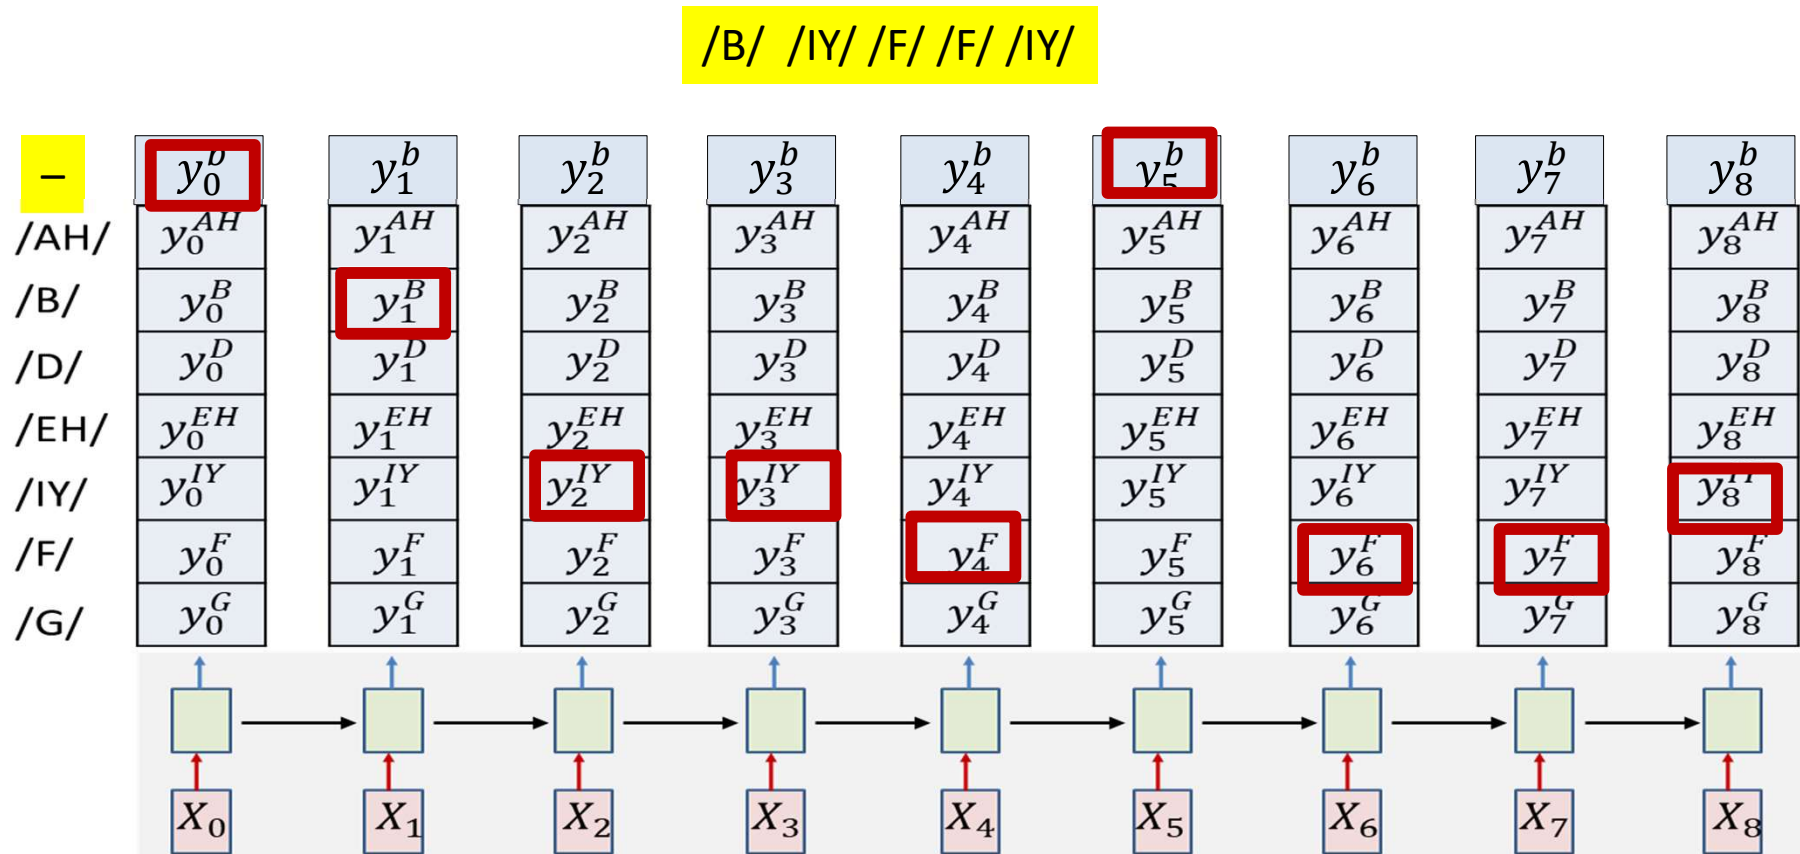 /B/ /IY/ /F/ /F/ /IY/
– y_0^b y_1^b y_2^b y_3^b y_4^b y_5^b y_6^b y_7^b y_8^b
/AH/ y_0^{AH} y_1^{AH} y_2^{AH} y_3^{AH} y_4^{AH} y_5^{AH} y_6^{AH} y_7^{AH} y_8^{AH}
/B/ y_0^B y_1^B y_2^B y_3^B y_4^B y_5^B y_6^B y_7^B y_8^B
/D/ y_0^D y_1^D y_2^D y_3^D y_4^D y_5^D y_6^D y_7^D y_8^D
/EH/ y_0^{EH} y_1^{EH} y_2^{EH} y_3^{EH} y_4^{EH} y_5^{EH} y_6^{EH} y_7^{EH} y_8^{EH}
/IY/ y_0^{IY} y_1^{IY} y_2^{IY} y_3^{IY} y_4^{IY} y_5^{IY} y_6^{IY} y_7^{IY} y_8^{IY}
/F/ y_0^F y_1^F y_2^F y_3^F y_4^F y_5^F y_6^F y_7^F y_8^F
/G/ y_0^G y_1^G y_2^G y_3^G y_4^G y_5^G y_6^G y_7^G y_8^G
X_0 X_1 X_2 X_3 X_4 X_5 X_6 X_7 X_8